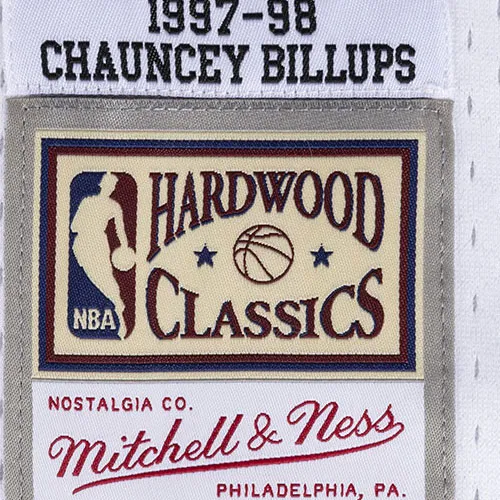 1997-98
CHAUNCEY BILLUPS
HARDWOOD
NBA
CLASSICS
NOSTALGIA CO.
Mitchell & Ness
PHILADELPHIA, PA.